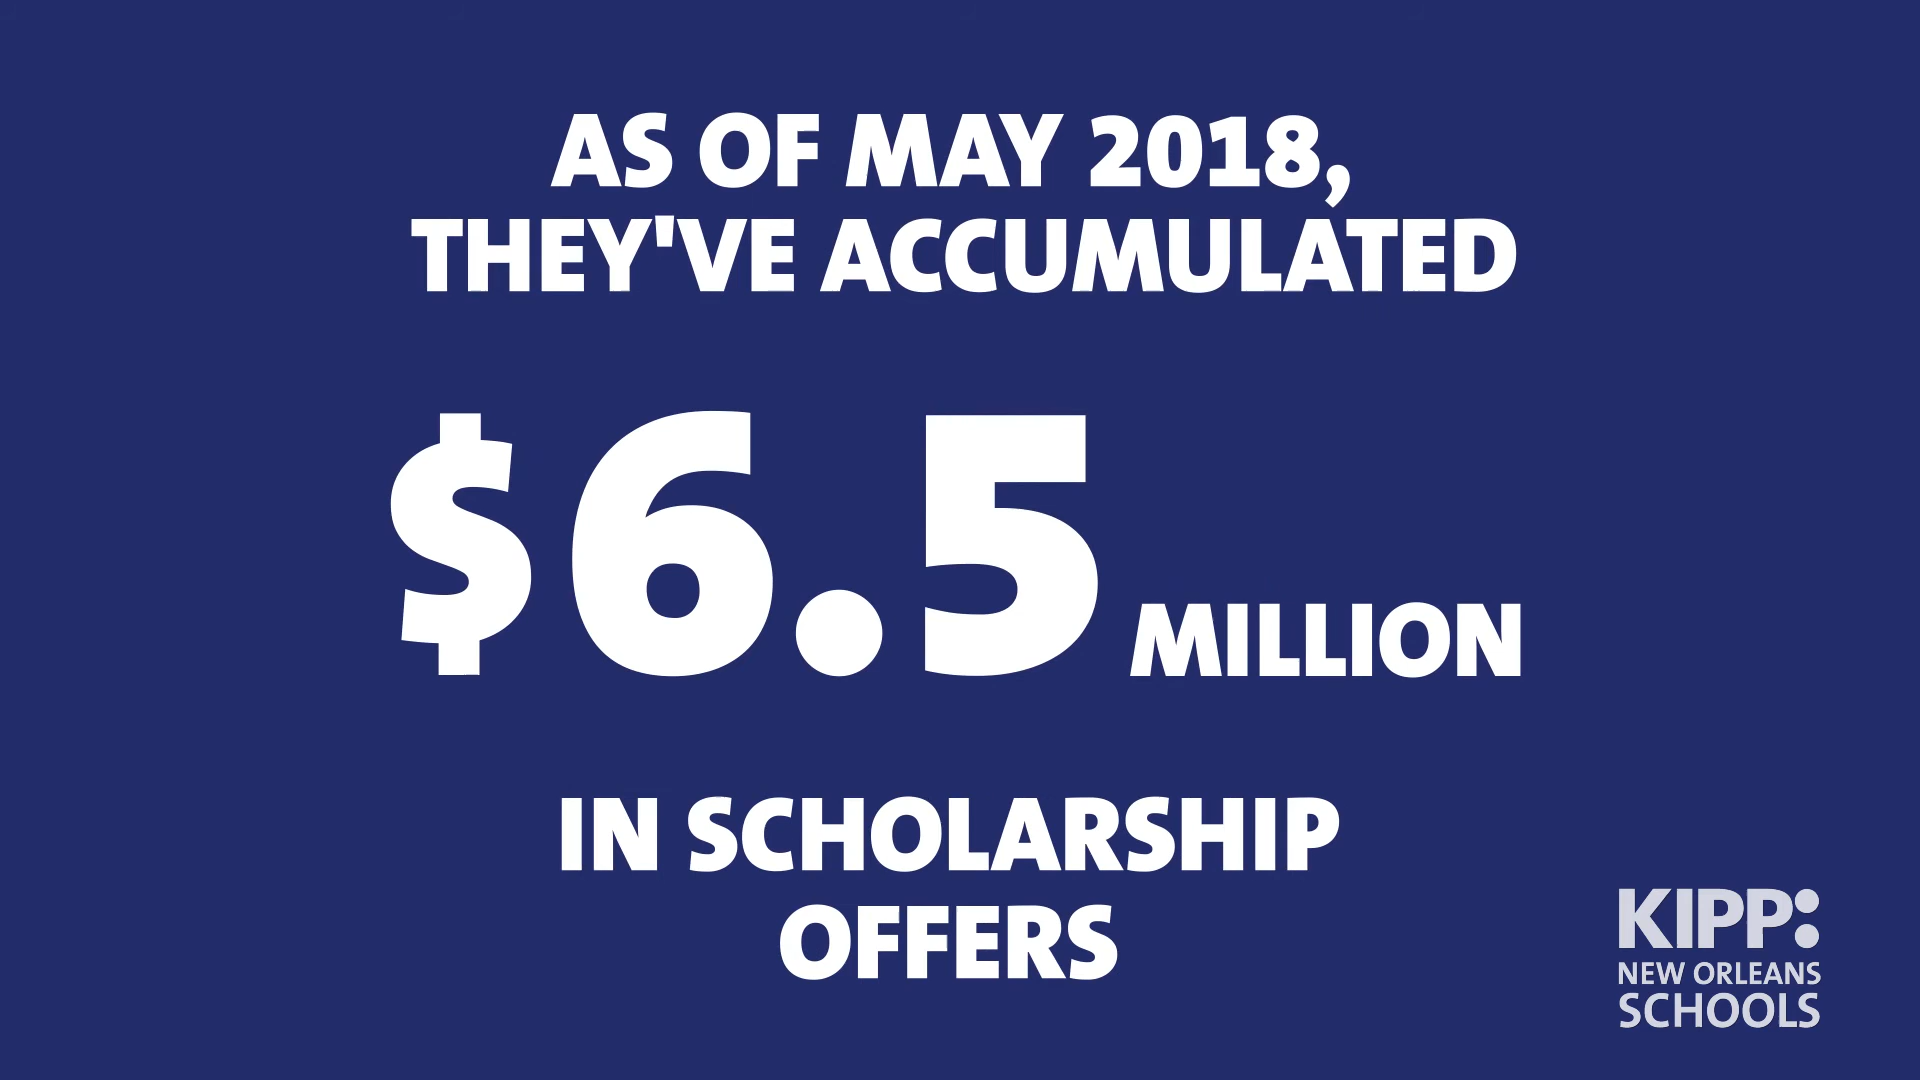 AS OF MAY 2018,
THEY'VE ACCUMULATED
$6.5 MILLION
IN SCHOLARSHIP
OFFERS
KIPP:
NEW ORLEANS
SCHOOLS